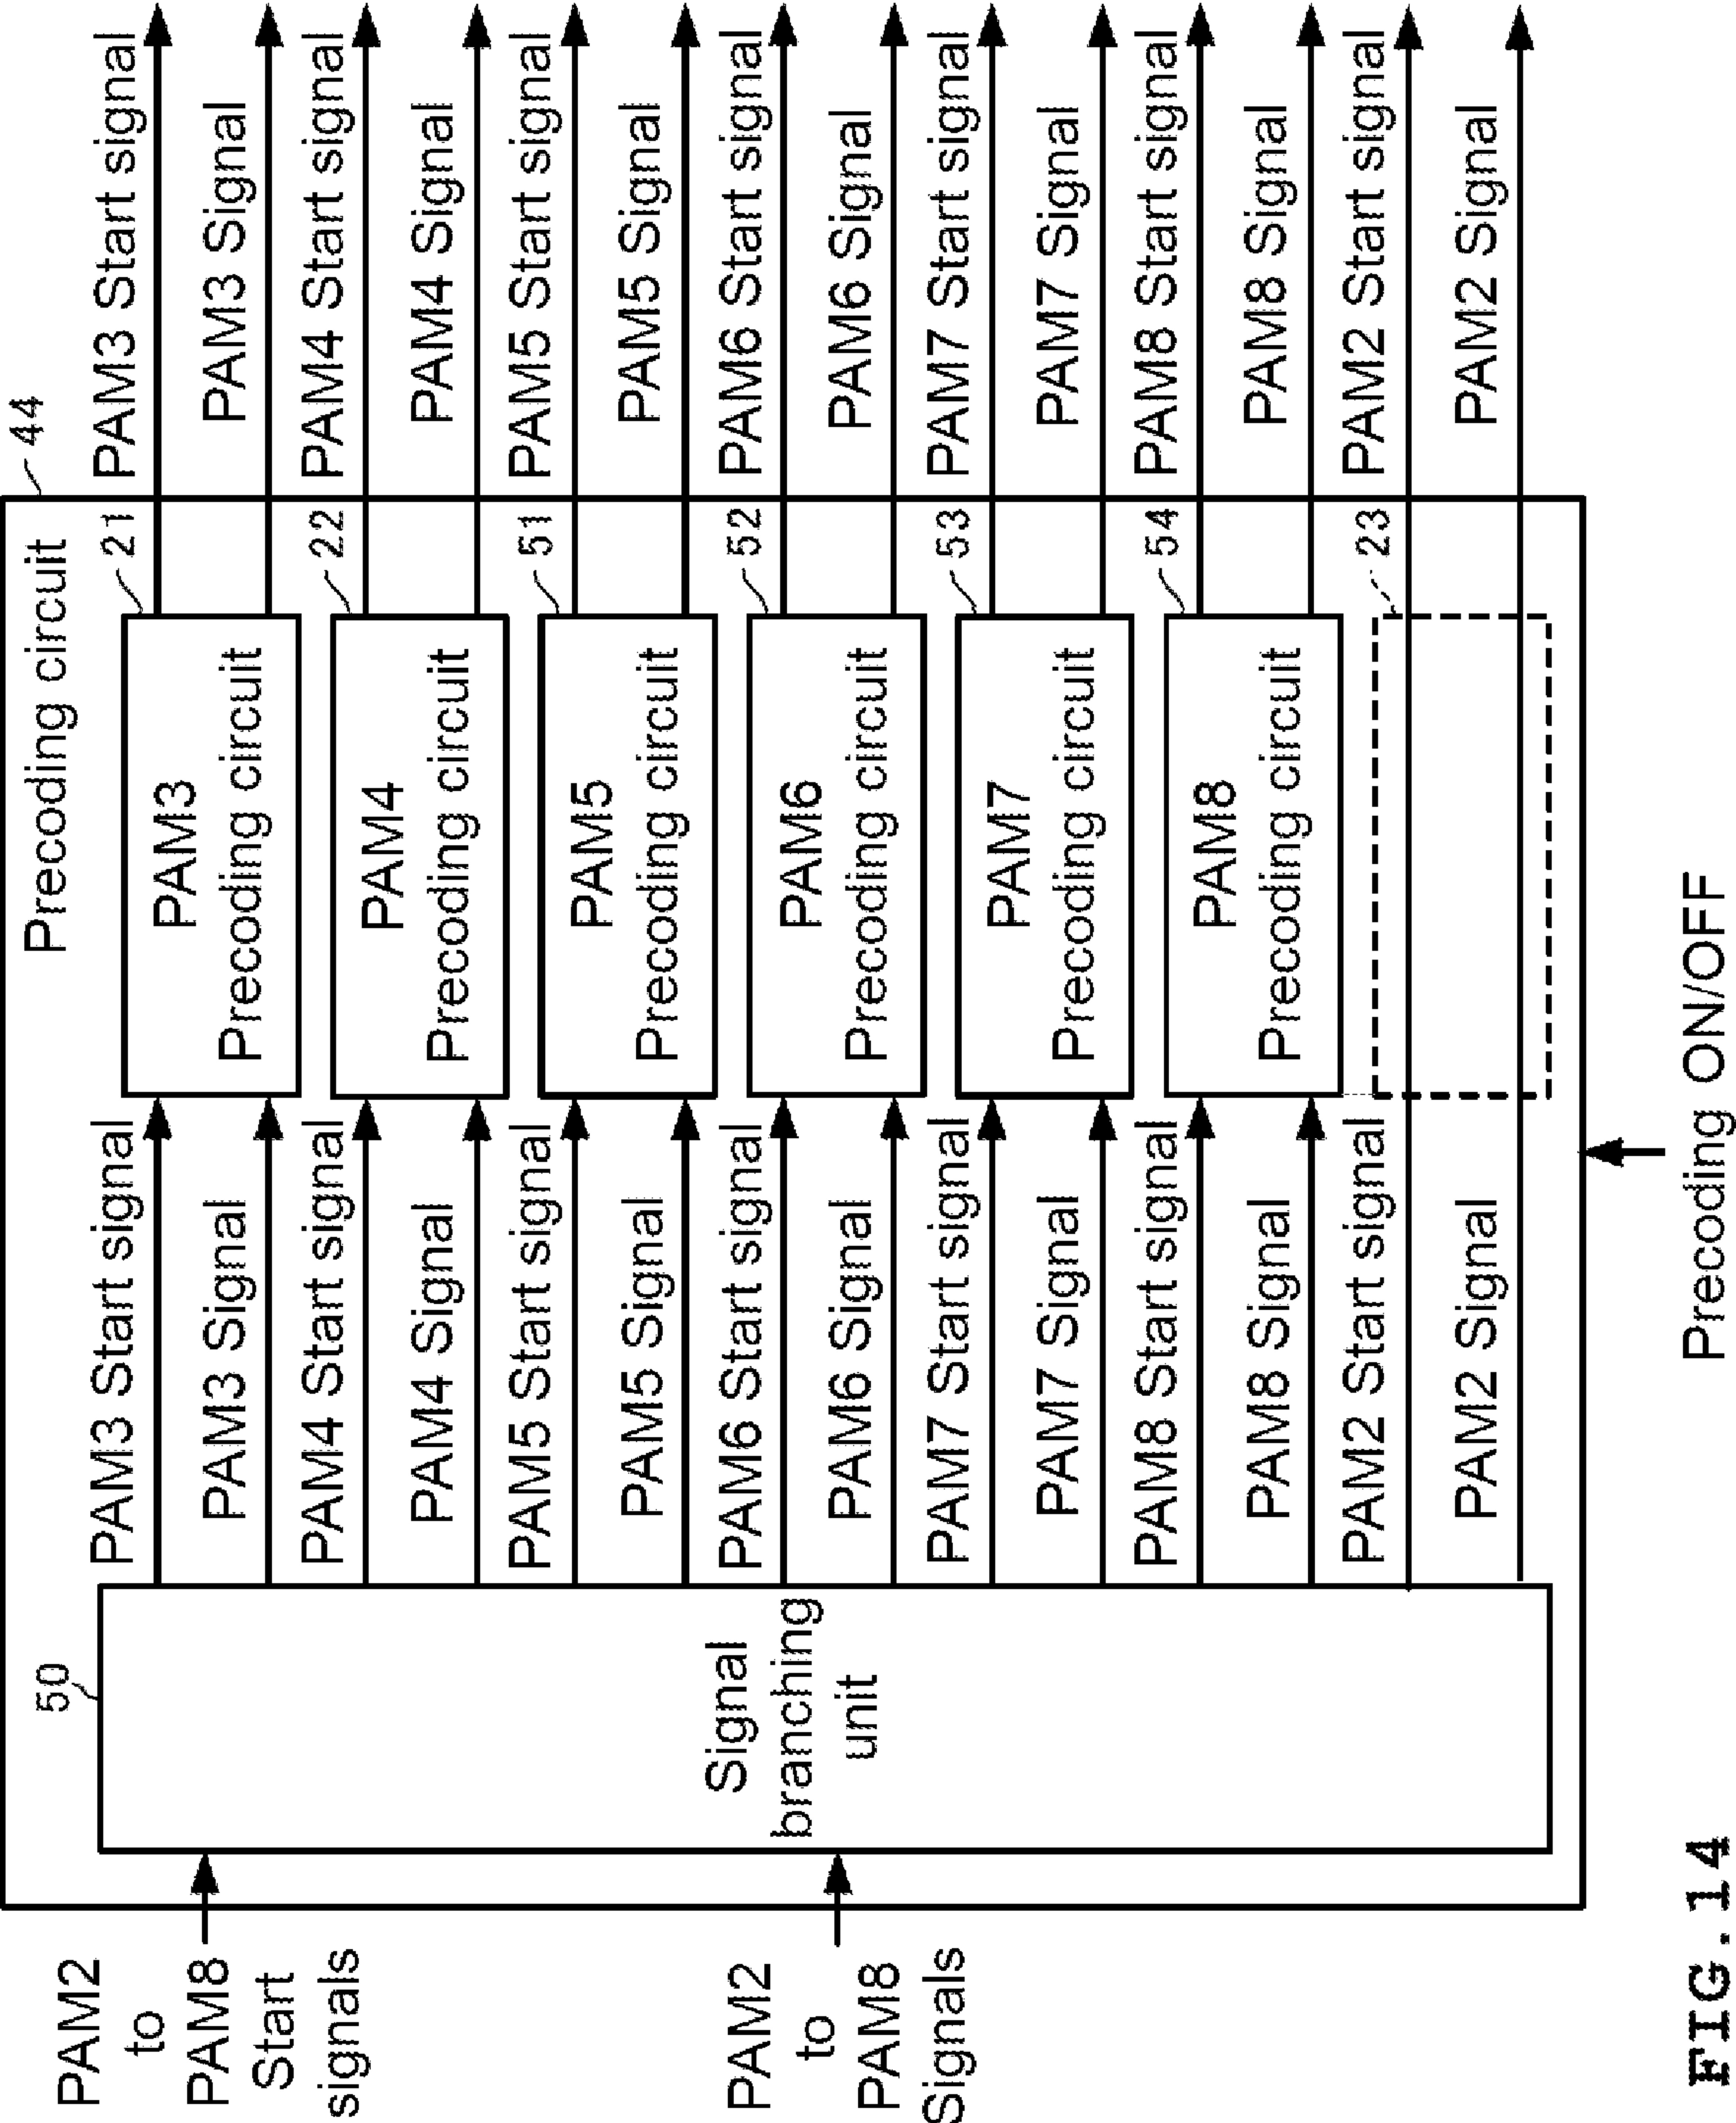 Precoding circuit
44
PAM2
to
PAM8
Start
signals
PAM2
to
PAM8
Signals
50
Signal
branching
unit
PAM3 Start signal
PAM3 Signal
PAM4 Start signal
PAM4 Signal
PAM5 Start signal
PAM5 Signal
PAM6 Start signal
PAM6 Signal
PAM7 Start signal
PAM7 Signal
PAM8 Start signal
PAM8 Signal
PAM2 Start signal
PAM2 Signal
21
PAM3
Precoding circuit
22
PAM4
Precoding circuit
51
PAM5
Precoding circuit
52
PAM6
Precoding circuit
53
PAM7
Precoding circuit
54
PAM8
Precoding circuit
23
PAM3 Start signal
PAM3 Signal
PAM4 Start signal
PAM4 Signal
PAM5 Start signal
PAM5 Signal
PAM6 Start signal
PAM6 Signal
PAM7 Start signal
PAM7 Signal
PAM8 Start signal
PAM8 Signal
PAM2 Start signal
PAM2 Signal
Precoding ON/OFF
FIG.14